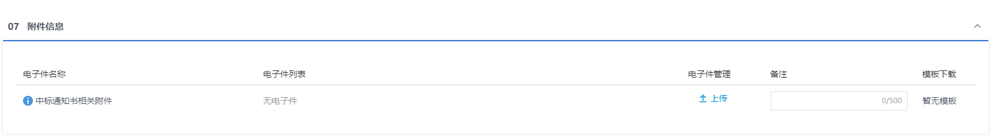 07 附件信息
电子件名称 电子件列表 电子件管理 备注 模板下载
中标通知书相关附件 无电子件 上传 0/500 暂无模板